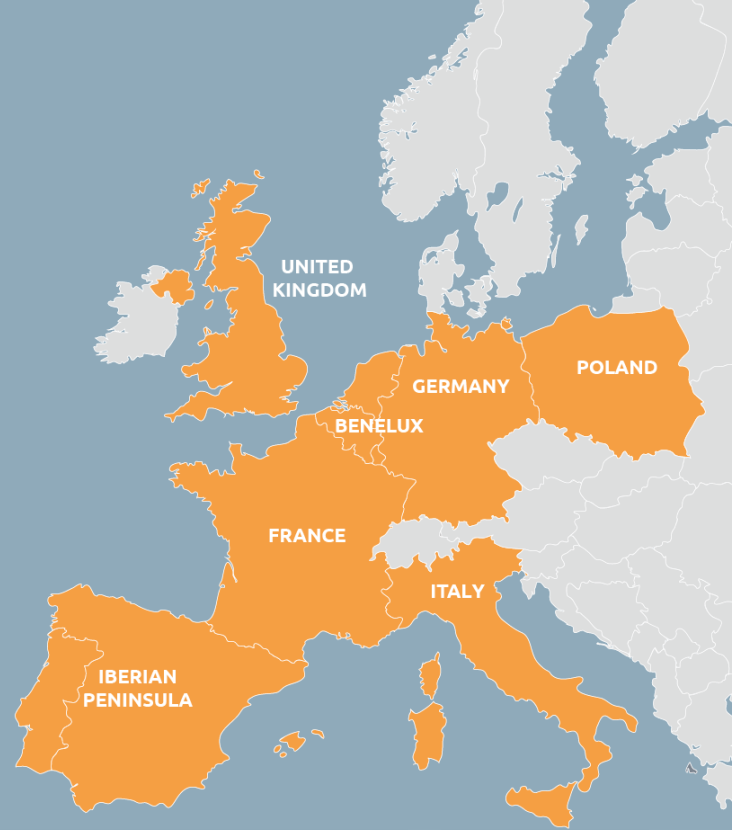 UNITED
KINGDOM
POLAND
GERMANY
BENELUX
FRANCE
ITALY
IBERIAN
PENINSULA